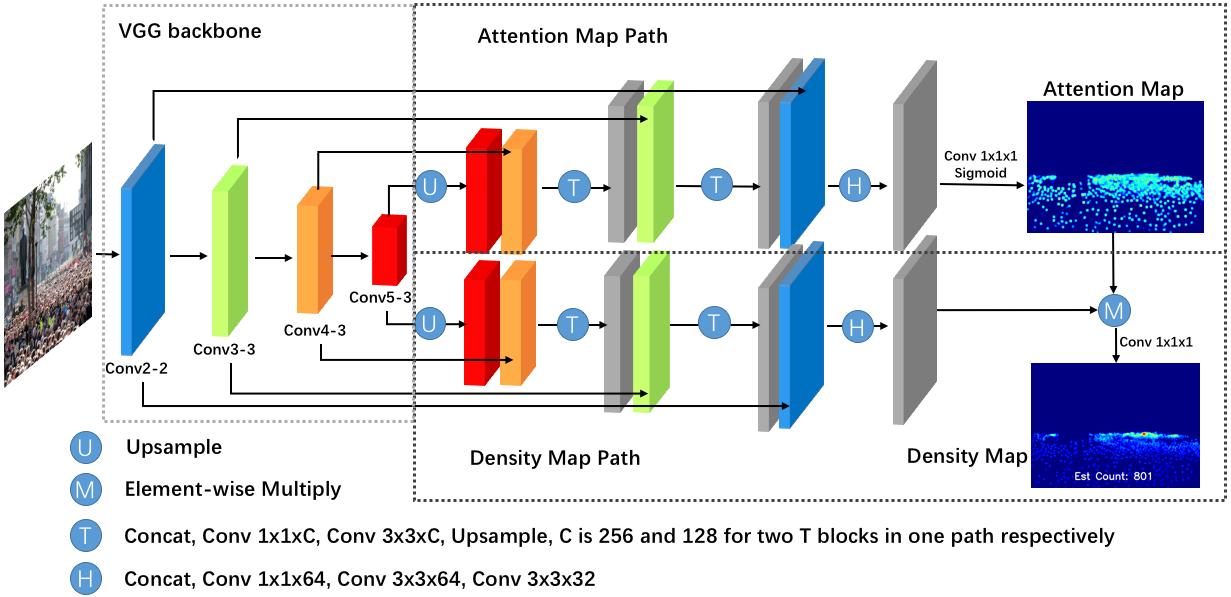 VGG backbone
Attention Map Path
Attention Map
U
T
T
H
Conv 1x1x1
Sigmoid
Conv5-3
Conv4-3
Conv3-3
Conv2-2
U
T
T
H
M
Conv 1x1x1
Density Map Path
Density Map
Est Count: 801
U Upsample
M Element-wise Multiply
T Concat, Conv 1x1xC, Conv 3x3xC, Upsample, C is 256 and 128 for two T blocks in one path respectively
H Concat, Conv 1x1x64, Conv 3x3x64, Conv 3x3x32